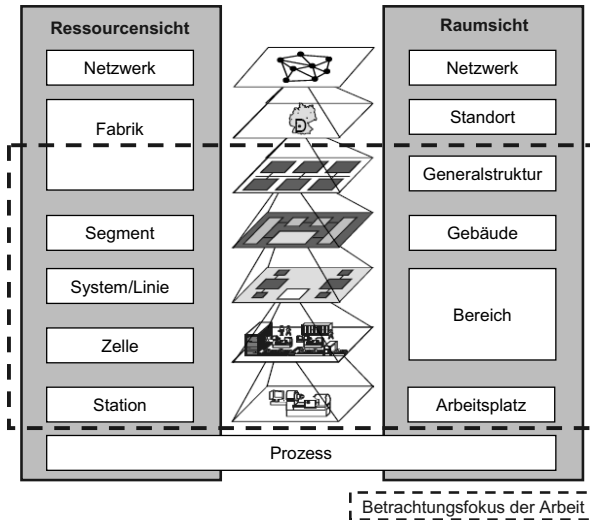 Ressourcensicht
Raumsicht
Netzwerk
Netzwerk
Fabrik
D
Standort
Generalstruktur
Segment
Gebäude
System/Linie
Bereich
Zelle
Station
Arbeitsplatz
Prozess
Betrachtungsfokus der Arbeit